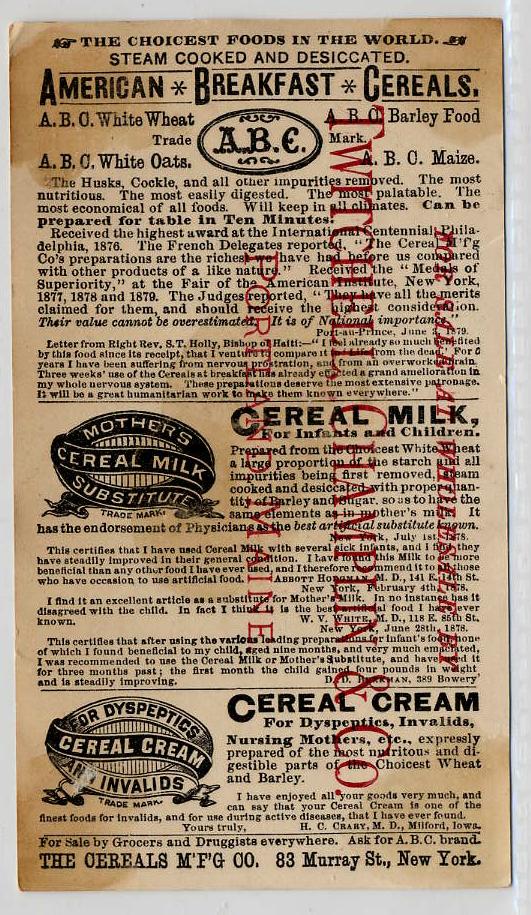 THE CHOICEST FOODS IN THE WORLD.
STEAM COOKED AND DESICCATED.
AMERICAN * BREAKFAST * CEREALS.
A.B.C. White Wheat
A.B.C. Barley Food
Trade
A.B.C.
Mark.
A.B.C. White Oats.
A.B.C. Maize.
The Husks, Cockle, and all other impurities removed. The most
nutritious. The most easily digested. The most palatable. The
most economical of all foods. Will keep in all climates. Can be
prepared for table in Ten Minutes.
Received the highest award at the International Centennial, Phila-
delphia, 1876. The French Delegates reported, "The Cereal M'f'g
Co's preparations are the richest we have had before us compared
with other products of a like nature." Received the "Medals of
Superiority," at the Fair of the American Institute, New York,
1877, 1878 and 1879. The Judges reported, "They have all the merits
claimed for them, and should receive the highest consideration.
Their value cannot be overestimated. It is of National importance."
Port-au-Prince, June 1879.
Letter from Right Rev. S.T. Holly, Bishop of Haiti:—"I feel already so much benefited
by this food since its receipt, that I venture to compare it from the dead. For
years I have been suffering from nervous prostration, and from an overworked brain.
Three weeks' use of the Cereals at breakfast has already effected a grand amelioration in
my whole nervous system. These preparations deserve the most extensive patronage.
It will be a great humanitarian work to make them known everywhere."
MOTHER'S
CEREAL MILK
SUBSTITUTE
TRADE MARK.
CEREAL MILK,
For Infants and Children.
Prepared from the Choicest White Wheat
a large proportion of the starch and all
impurities being first removed, steam
cooked and desiccated, with proper quan-
tity of Barley and Sugar, so as to have the
same elements as in mother's milk. It
has the endorsement of Physicians as the best artificial substitute known.
New York, July 1st, 1878.
This certifies that I have used Cereal Milk with several sick infants, and I find they
have steadily improved in their general condition. I have found this Milk to be more
beneficial than any other food I have ever used, and I therefore recommend it to those
who have occasion to use artificial food. ABBOTT M. D., 141 E. St.
New York, February 4th, 1878.
I find it an excellent article as a substitute for Mother's Milk. In no instance has it
disagreed with the child. In fact I think it is the best artificial food I have ever
known. W. V. WHITE, M. D., 118 E. 85th St.
New York, June 28th, 1878.
This certifies that after using the various leading preparations for infant's food, none
of which I found beneficial to my child, aged nine months, and very much emaciated,
I was recommended to use the Cereal Milk or Mother's Substitute, and have used it
for three months past; the first month the child gained four pounds in weight
and is steadily improving. 389 Bowery
FOR DYSPEPTICS
CEREAL CREAM
AND INVALIDS
TRADE MARK.
CEREAL CREAM
For Dyspeptics, Invalids,
Nursing Mothers, etc., expressly
prepared of the most nutritous and di-
gestible parts of the Choicest Wheat
and Barley.
I have enjoyed all your goods very much, and
can say that your Cereal Cream is one of the
finest foods for invalids, and for use during active diseases, that I have ever found.
Yours truly, H. C. CRARY, M. D., Milford, Iowa.
For Sale by Grocers and Druggists everywhere. Ask for A.B.C. brand.
THE CEREALS M'F'G CO. 83 Murray St., New York.
FOR SALE AT WHOLESALE BY
TWITCHELL, CHAMPLIN & CO.
PORTLAND, MAINE